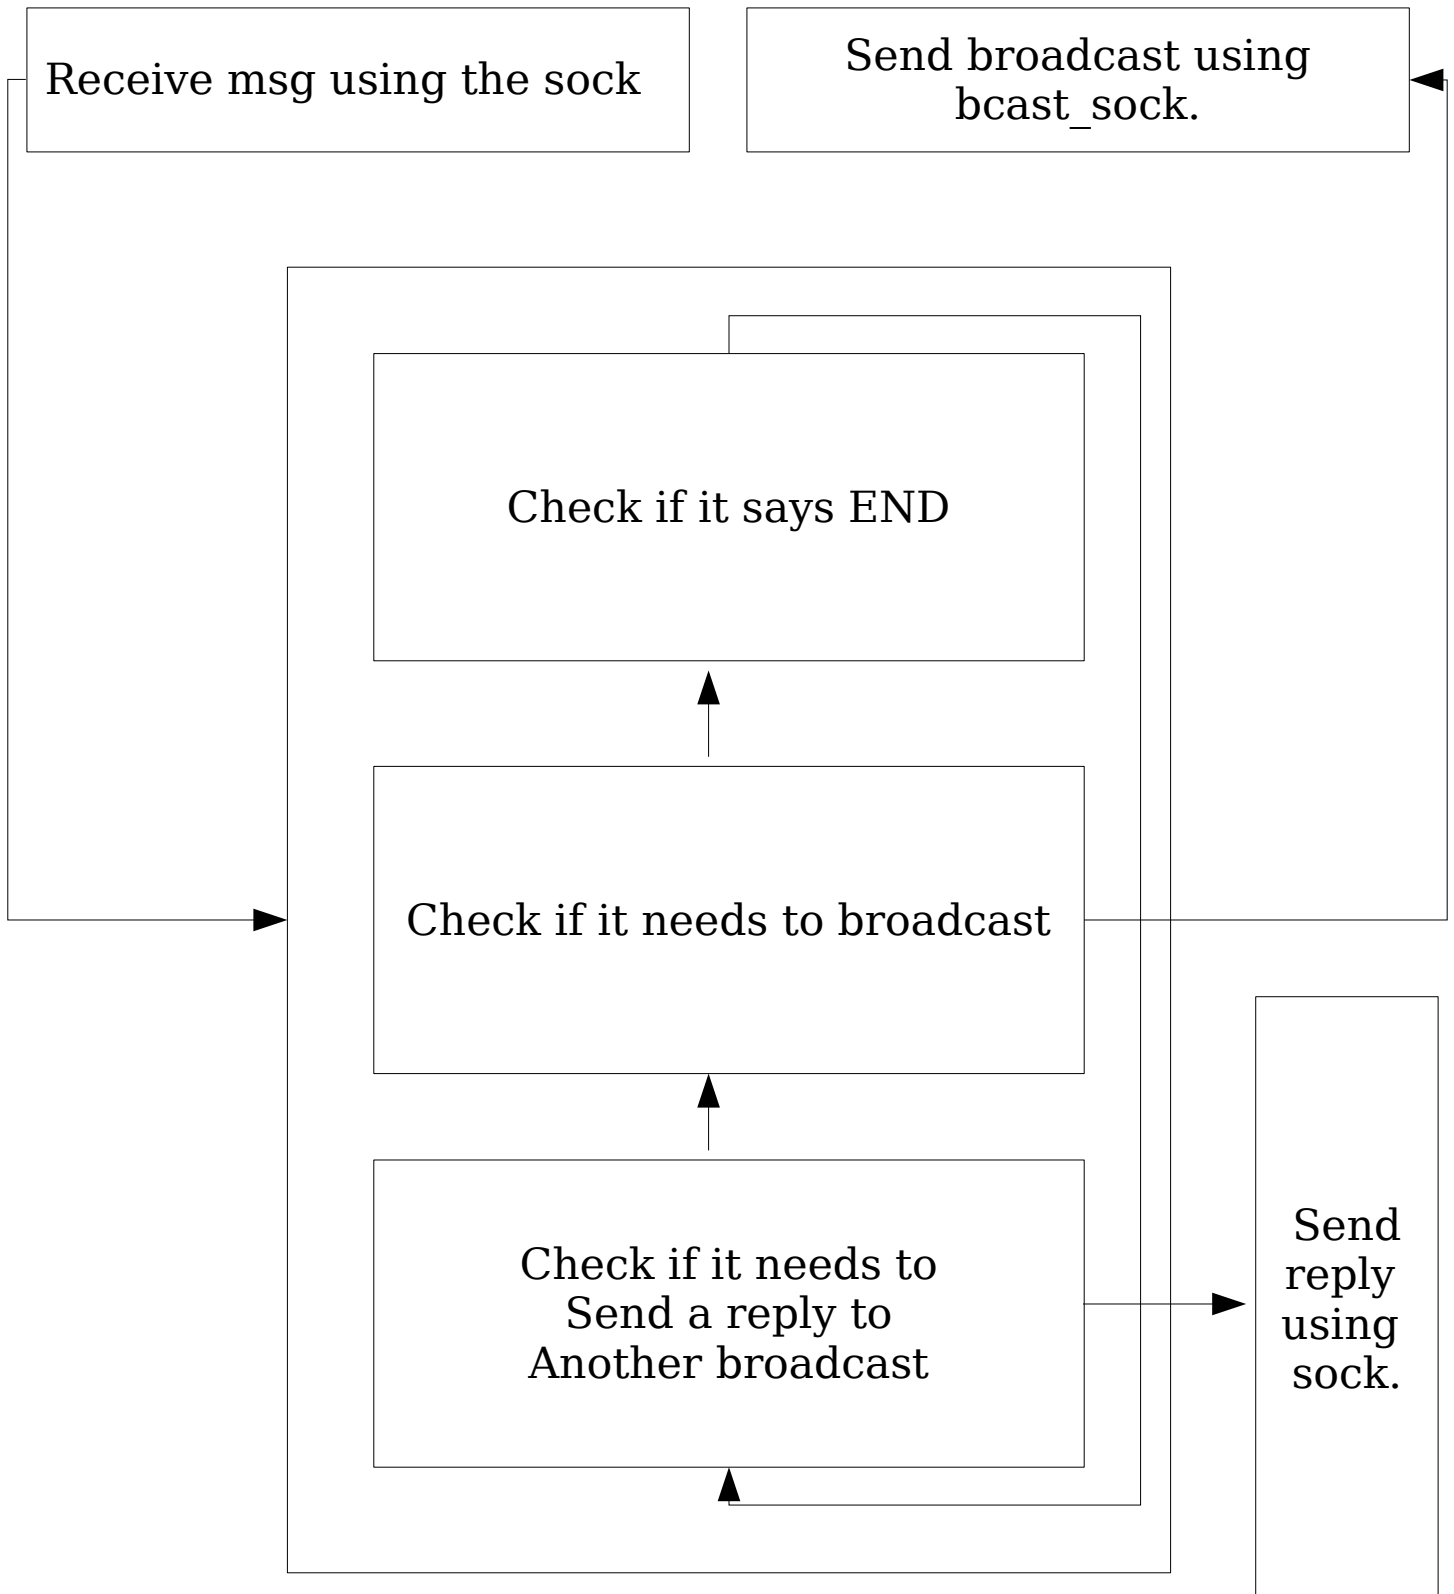 Receive msg using the sock
Send broadcast using
bcast_sock.
Check if it says END
Check if it needs to broadcast
Check if it needs to
Send a reply to
Another broadcast
Send
reply
using
sock.